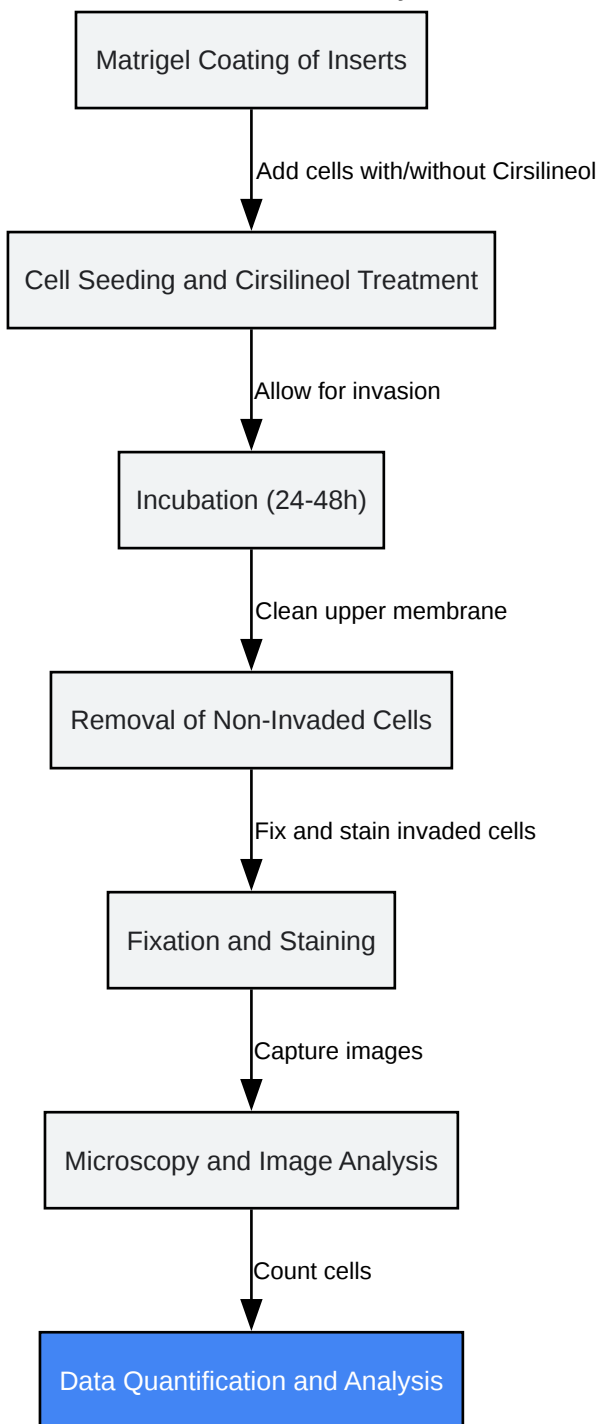 Matrigel Coating of Inserts
Add cells with/without Cirsilineol
Cell Seeding and Cirsilineol Treatment
Allow for invasion
Incubation (24-48h)
Clean upper membrane
Removal of Non-Invaded Cells
Fix and stain invaded cells
Fixation and Staining
Capture images
Microscopy and Image Analysis
Count cells
Data Quantification and Analysis